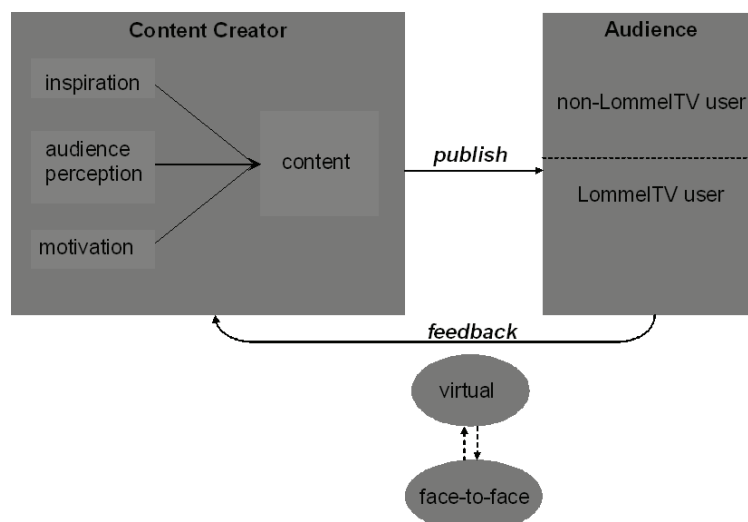 Content Creator
inspiration
audience
perception
motivation
content
publish
Audience
non-LommelTV user
LommelTV user
feedback
virtual
face-to-face